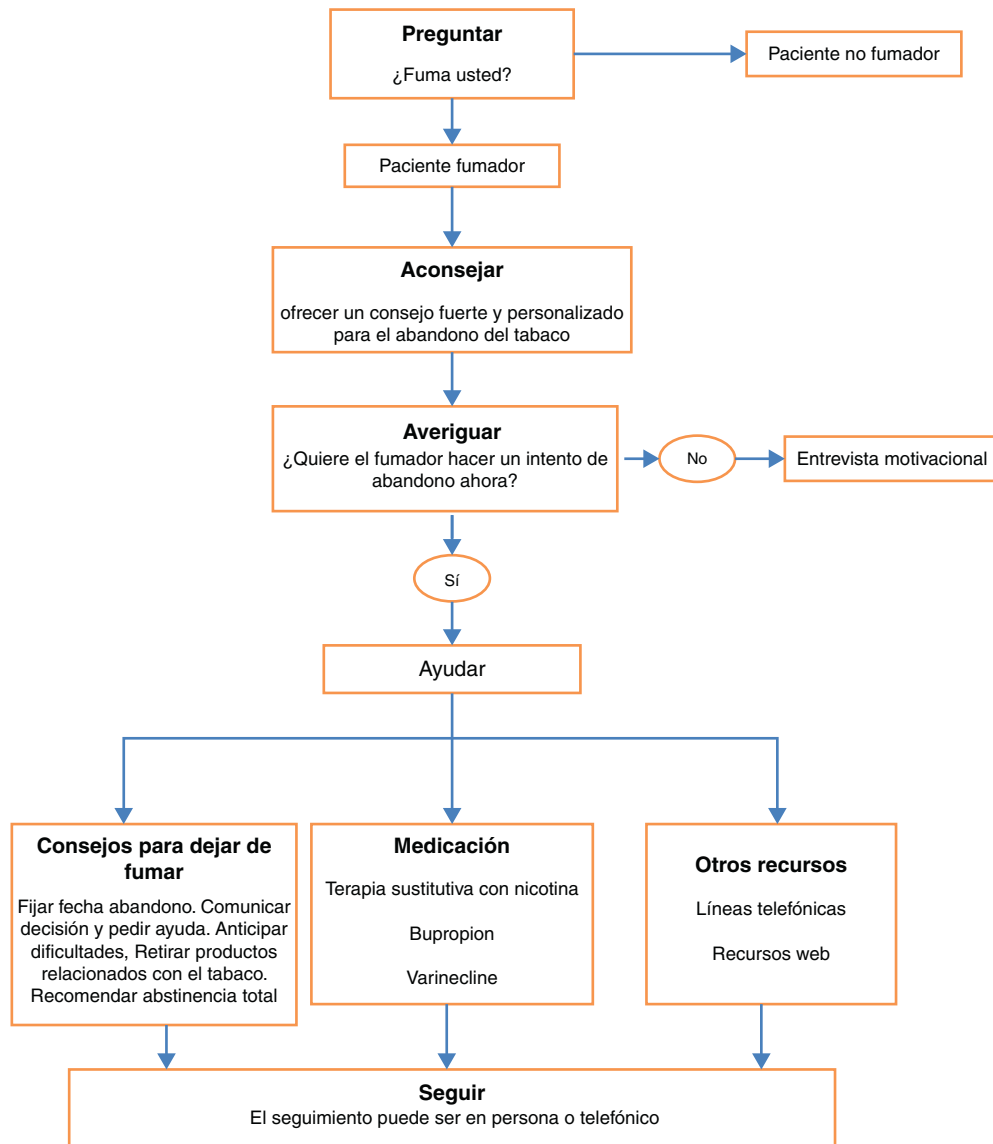 Preguntar
¿Fuma usted?
Paciente no fumador
Paciente fumador
Aconsejar
ofrecer un consejo fuerte y personalizado
para el abandono del tabaco
Averiguar
¿Quiere el fumador hacer un intento de
abandono ahora?
No
Entrevista motivacional
Sí
Ayudar
Consejos para dejar de
fumar
Fijar fecha abandono. Comunicar
decisión y pedir ayuda. Anticipar
dificultades, Retirar productos
relacionados con el tabaco.
Recomendar abstinencia total
Medicación
Terapia sustitutiva con nicotina
Bupropion
Varinecline
Otros recursos
Líneas telefónicas
Recursos web
Seguir
El seguimiento puede ser en persona o telefónico